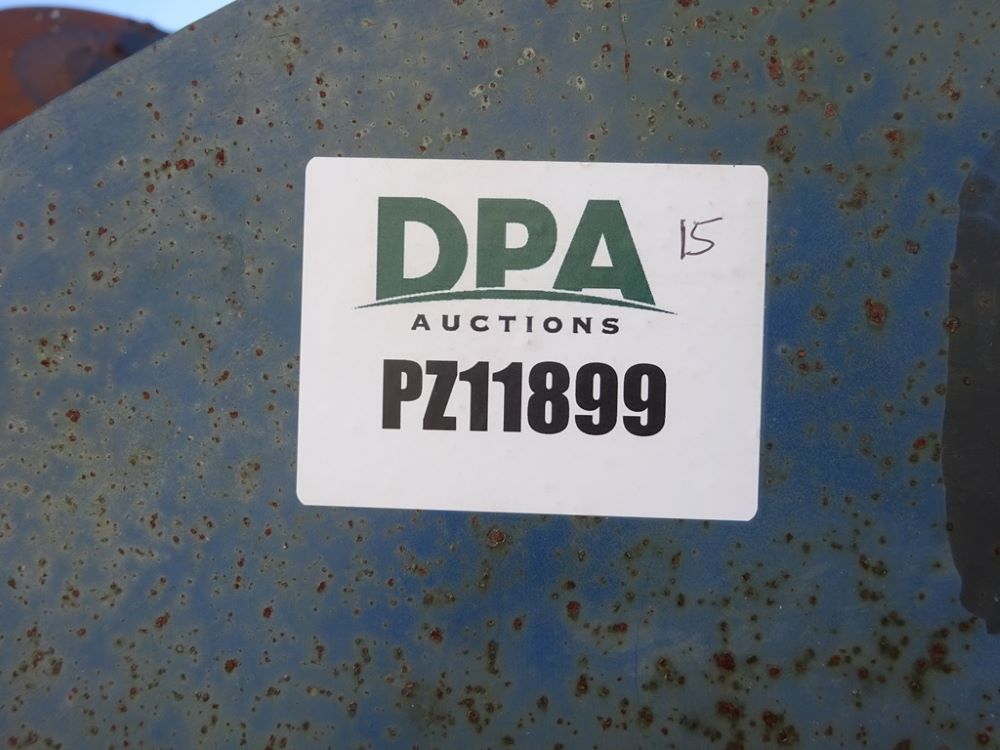 DPA
15
AUCTIONS
PZ11899